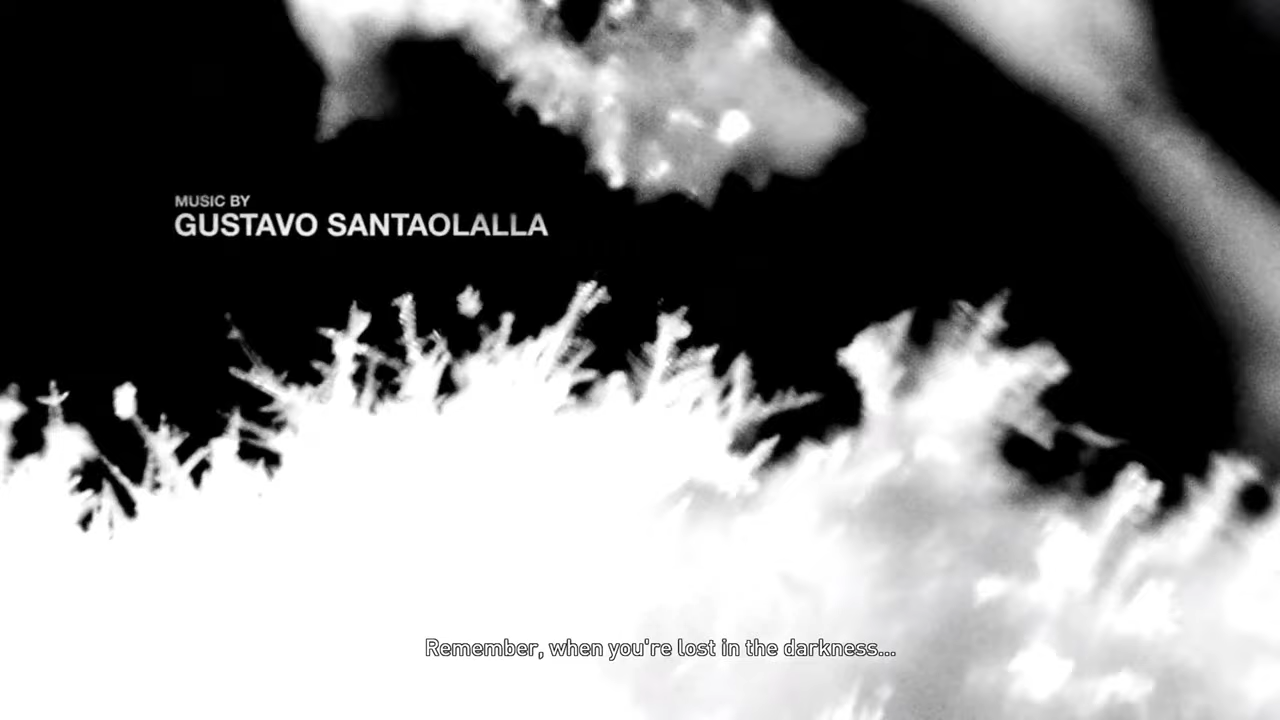 MUSIC BY
GUSTAVO SANTAOLALLA
Remember, when you're lost in the darkness...